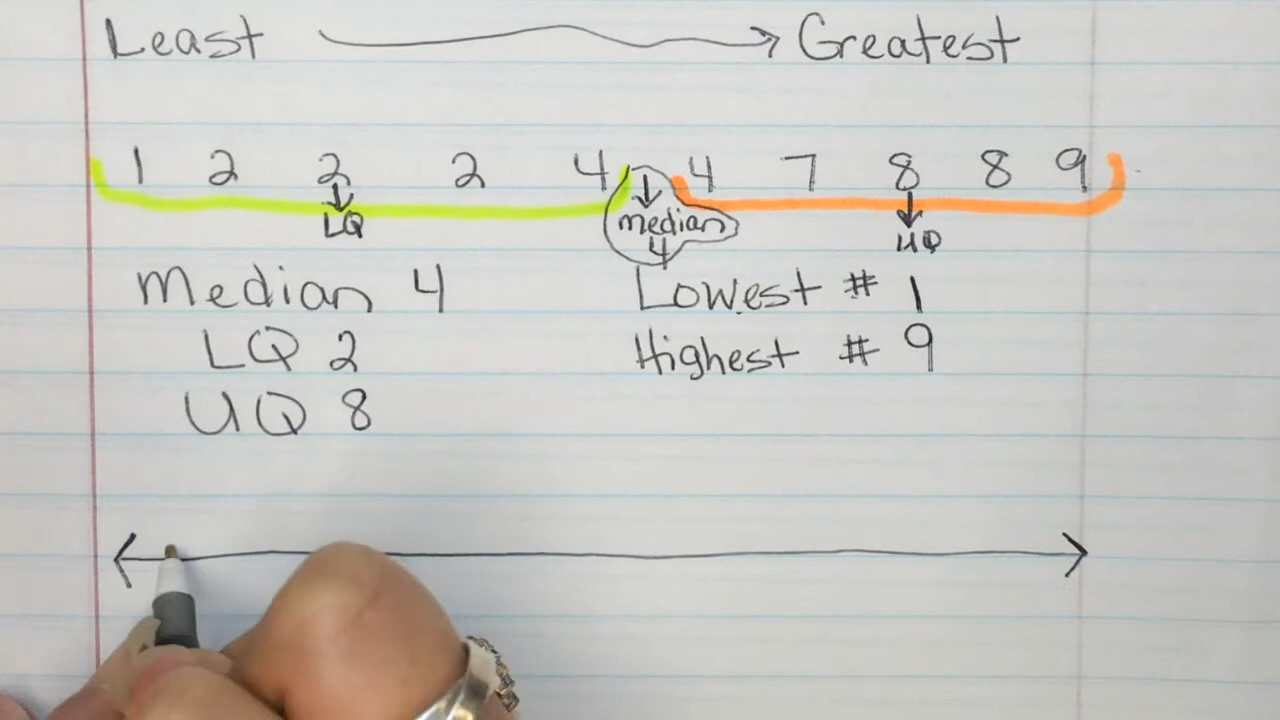 Least → Greatest
1 2 2 2 4 4 7 8 8 9
LQ median UQ
4
Median 4 Lowest # 1
LQ 2 Highest # 9
UQ 8